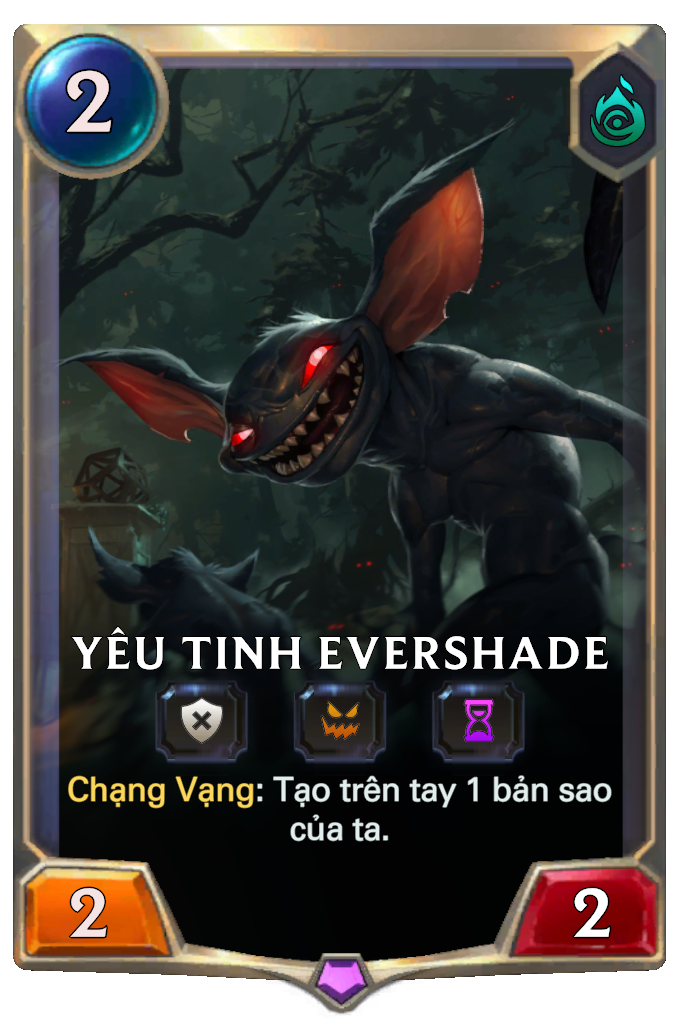 2
YÊU TINH EVERSHADE
Chạng Vạng: Tạo trên tay 1 bản sao
của ta.
2
2